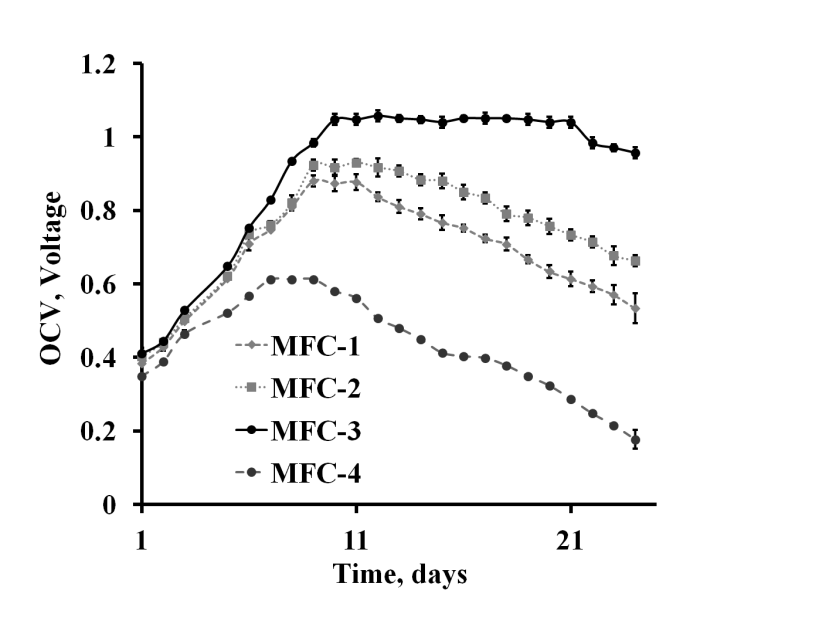 1.2
1
0.8
0.6
0.4
0.2
0
OCV, Voltage
MFC-1
MFC-2
MFC-3
MFC-4
1 11 21
Time, days